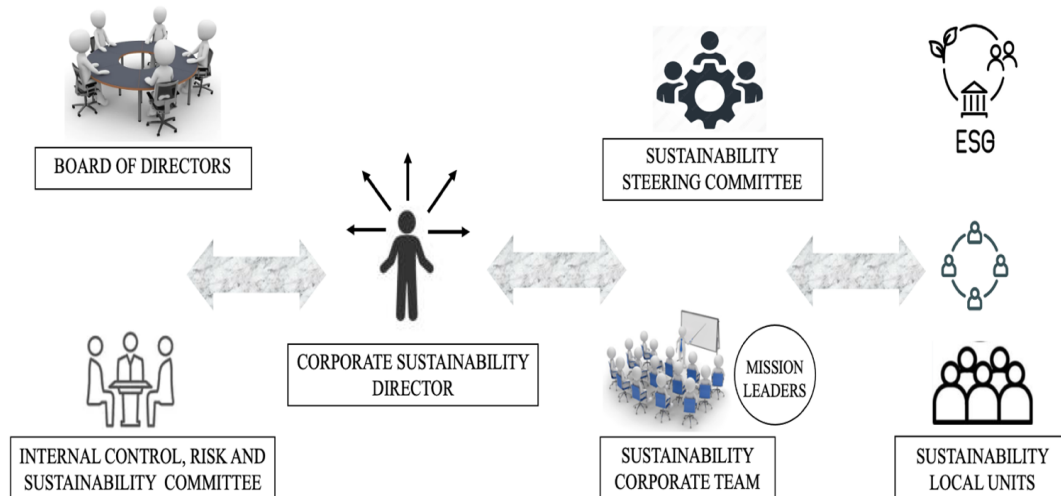 BOARD OF DIRECTORS
SUSTAINABILITY
STEERING COMMITTEE
ESG
CORPORATE SUSTAINABILITY
DIRECTOR
MISSION
LEADERS
INTERNAL CONTROL, RISK AND
SUSTAINABILITY COMMITTEE
SUSTAINABILITY
CORPORATE TEAM
SUSTAINABILITY
LOCAL UNITS